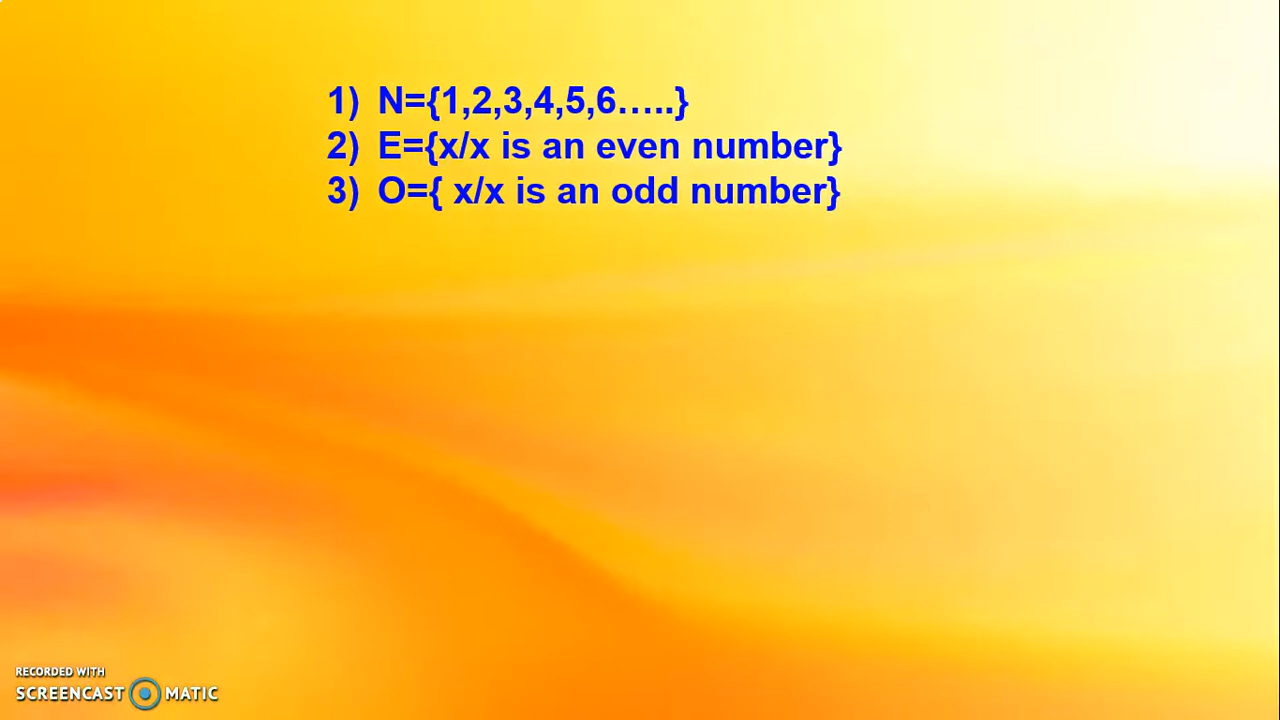 1) N={1,2,3,4,5,6…..}
2) E={x/x is an even number}
3) O={ x/x is an odd number}
RECORDED WITH
SCREENCAST MATIC